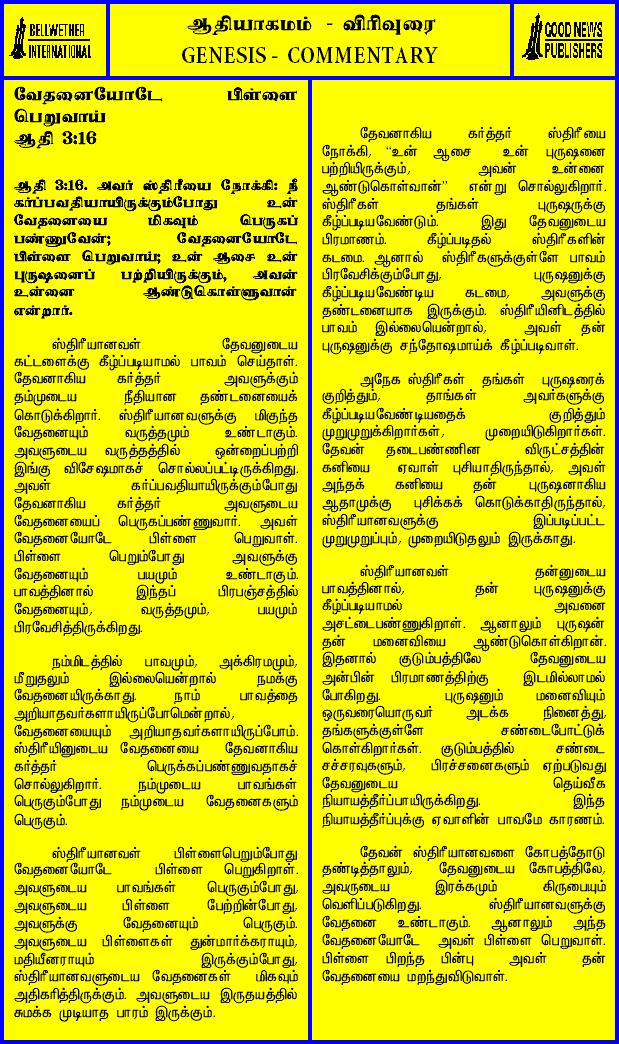 BELLWETHER
INTERNATIONAL
ஆதியாகமம் - விரிவுரை
GENESIS - COMMENTARY
GOOD NEWS
PUBLISHERS
வேதனையோடே பிள்ளை
பெறுவாய்
ஆதி 3:16
ஆதி 3:16. அவர் ஸ்திரீயை நோக்கி: நீ
கர்ப்பவதியாயிருக்கும்போது உன்
வேதனையை மிகவும் பெருகப்
பண்ணுவேன்; வேதனையோடே
பிள்ளை பெறுவாய்; உன் ஆசை உன்
புருஷனைப் பற்றியிருக்கும், அவன்
உன்னை ஆண்டுகொள்ளுவான்
என்றார்.
ஸ்திரீயானவள் தேவனுடைய
கட்டளைக்கு கீழ்ப்படியாமல் பாவம் செய்தாள்.
தேவனாகிய கர்த்தர் அவளுக்கும்
தம்முடைய நீதியான தண்டனையைக்
கொடுக்கிறார். ஸ்திரீயானவளுக்கு மிகுந்த
வேதனையும் வருத்தமும் உண்டாகும்.
அவளுடைய வருத்தத்தில் ஒன்றைப்பற்றி
இங்கு விசேஷமாகச் சொல்லப்பட்டிருக்கிறது.
அவள் கர்ப்பவதியாயிருக்கும்போது
தேவனாகிய கர்த்தர் அவளுடைய
வேதனையைப் பெருகப்பண்ணுவார். அவள்
வேதனையோடே பிள்ளை பெறுவாள்.
பிள்ளை பெறும்போது அவளுக்கு
வேதனையும் பயமும் உண்டாகும்.
பாவத்தினால் இந்தப் பிரபஞ்சத்தில்
வேதனையும், வருத்தமும், பயமும்
பிரவேசித்திருக்கிறது.
நம்மிடத்தில் பாவமும், அக்கிரமமும்,
மீறுதலும் இல்லையென்றால் நமக்கு
வேதனையிருக்காது. நாம் பாவத்தை
அறியாதவர்களாயிருப்போமென்றால்,
வேதனையையும் அறியாதவர்களாயிருப்போம்.
ஸ்திரீயினுடைய வேதனையை தேவனாகிய
கர்த்தர் பெருக்கப்பண்ணுவதாகச்
சொல்லுகிறார். நம்முடைய பாவங்கள்
பெருகும்போது நம்முடைய வேதனைகளும்
பெருகும்.
ஸ்திரீயானவள் பிள்ளைபெறும்போது
வேதனையோடே பிள்ளை பெறுகிறாள்.
அவளுடைய பாவங்கள் பெருகும்போது,
அவளுடைய பிள்ளை பேற்றின்போது,
அவளுக்கு வேதனையும் பெருகும்.
அவளுடைய பிள்ளைகள் துன்மார்க்கராயும்,
மதியீனராயும் இருக்கும்போது,
ஸ்திரீயானவளுடைய வேதனைகள் மிகவும்
அதிகரித்திருக்கும். அவளுடைய இருதயத்தில்
சுமக்க முடியாத பாரம் இருக்கும்.
தேவனாகிய கர்த்தர் ஸ்திரீயை
நோக்கி, “உன் ஆசை உன் புருஷனை
பற்றியிருக்கும், அவன் உன்னை
ஆண்டுகொள்வான்” என்று சொல்லுகிறார்.
ஸ்திரீகள் தங்கள் புருஷருக்கு
கீழ்ப்படியவேண்டும். இது தேவனுடைய
பிரமாணம். கீழ்ப்படிதல் ஸ்திரீகளின்
கடமை. ஆனால் ஸ்திரீகளுக்குள்ளே பாவம்
பிரவேசிக்கும்போது, புருஷனுக்கு
கீழ்ப்படியவேண்டிய கடமை, அவளுக்கு
தண்டனையாக இருக்கும். ஸ்திரீயினிடத்தில்
பாவம் இல்லையென்றால், அவள் தன்
புருஷனுக்கு சந்தோஷமாய்க் கீழ்ப்படிவாள்.
அநேக ஸ்திரீகள் தங்கள் புருஷரைக்
குறித்தும், தாங்கள் அவர்களுக்கு
கீழ்ப்படியவேண்டியதைக் குறித்தும்
முறுமுறுக்கிறார்கள், முறையிடுகிறார்கள்.
தேவன் தடைபண்ணின விருட்சத்தின்
கனியை ஏவாள் புசியாதிருந்தால், அவள்
அந்தக் கனியை தன் புருஷனாகிய
ஆதாமுக்கு புசிக்கக் கொடுக்காதிருந்தால்,
ஸ்திரீயானவளுக்கு இப்படிப்பட்ட
முறுமுறுப்பும், முறையிடுதலும் இருக்காது.
ஸ்திரீயானவள் தன்னுடைய
பாவத்தினால், தன் புருஷனுக்கு
கீழ்ப்படியாமல் அவனை
அசட்டைபண்ணுகிறாள். ஆனாலும் புருஷன்
தன் மனைவியை ஆண்டுகொள்கிறான்.
இதனால் குடும்பத்திலே தேவனுடைய
அன்பின் பிரமாணத்திற்கு இடமில்லாமல்
போகிறது. புருஷனும் மனைவியும்
ஒருவரையொருவர் அடக்க நினைத்து,
தங்களுக்குள்ளே சண்டைபோட்டுக்
கொள்கிறார்கள். குடும்பத்தில் சண்டை
சச்சரவுகளும், பிரச்சனைகளும் ஏற்படுவது
தேவனுடைய தெய்வீக
நியாயத்தீர்ப்பாயிருக்கிறது. இந்த
நியாயத்தீர்ப்புக்கு ஏவாளின் பாவமே காரணம்.
தேவன் ஸ்திரீயானவளை கோபத்தோடு
தண்டித்தாலும், தேவனுடைய கோபத்திலே,
அவருடைய இரக்கமும் கிருபையும்
வெளிப்படுகிறது. ஸ்திரீயானவளுக்கு
வேதனை உண்டாகும். ஆனாலும் அந்த
வேதனையோடே அவள் பிள்ளை பெறுவாள்.
பிள்ளை பிறந்த பின்பு அவள் தன்
வேதனையை மறந்துவிடுவாள்.